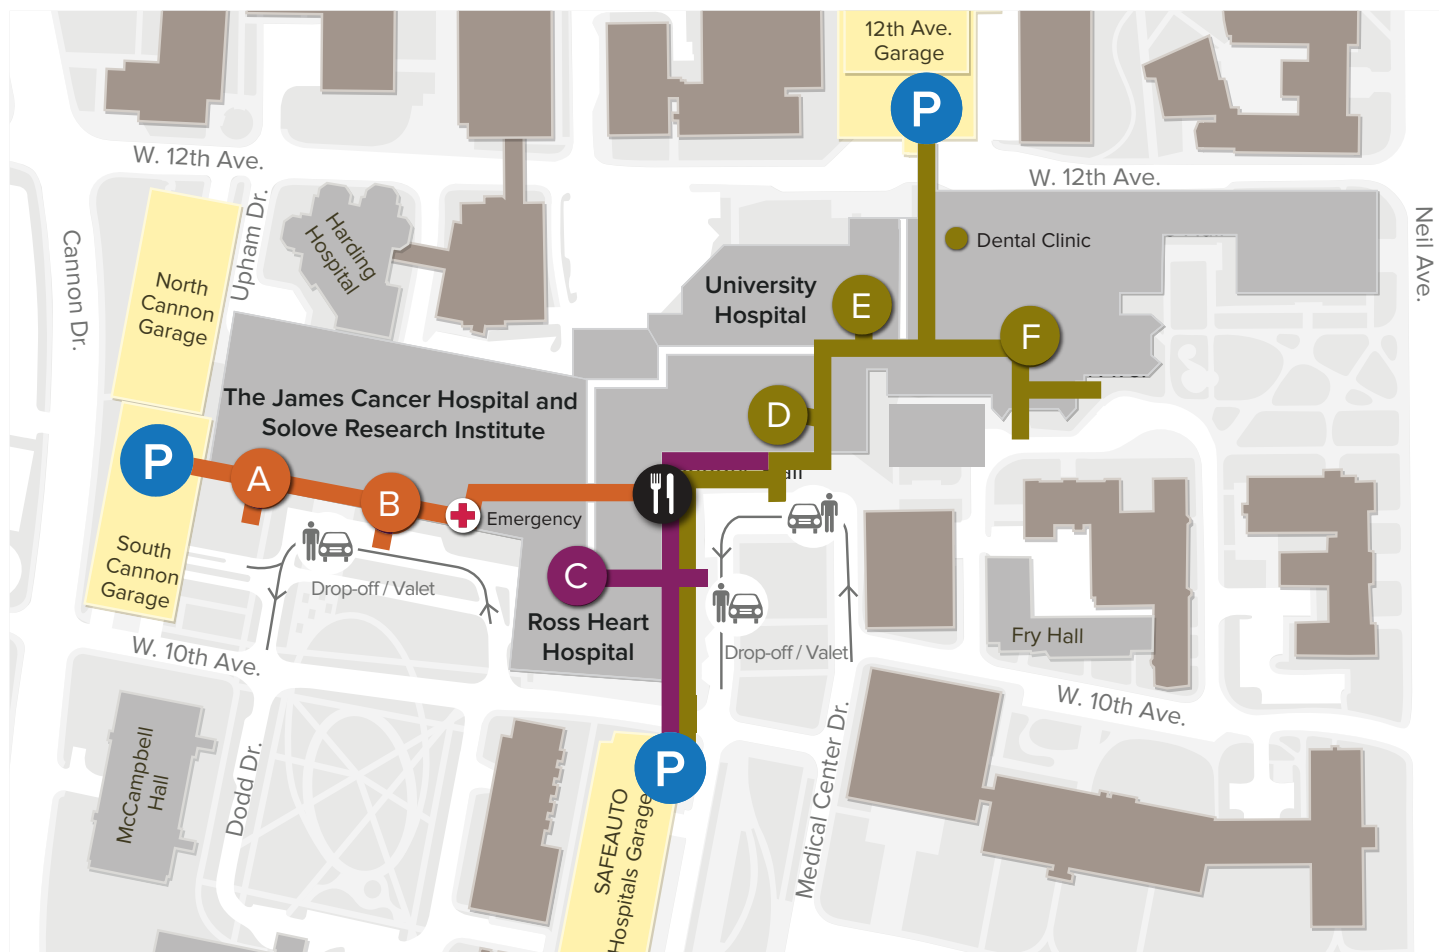 12th Ave.
Garage
P
W. 12th Ave.
W. 12th Ave.
Neil Ave.
Cannon Dr.
Upham Dr.
Harding
Hospital
Dental Clinic
North
Cannon
Garage
University
Hospital
E
F
The James Cancer Hospital and
Solove Research Institute
D
P
A
B
Emergency
South
Cannon
Garage
Drop-off / Valet
C
Ross Heart
Hospital
Drop-off / Valet
Fry Hall
W. 10th Ave.
W. 10th Ave.
McCampbell
Hall
Dodd Dr.
P
SAFEAUTO
Hospitals Garage
Medical Center Dr.